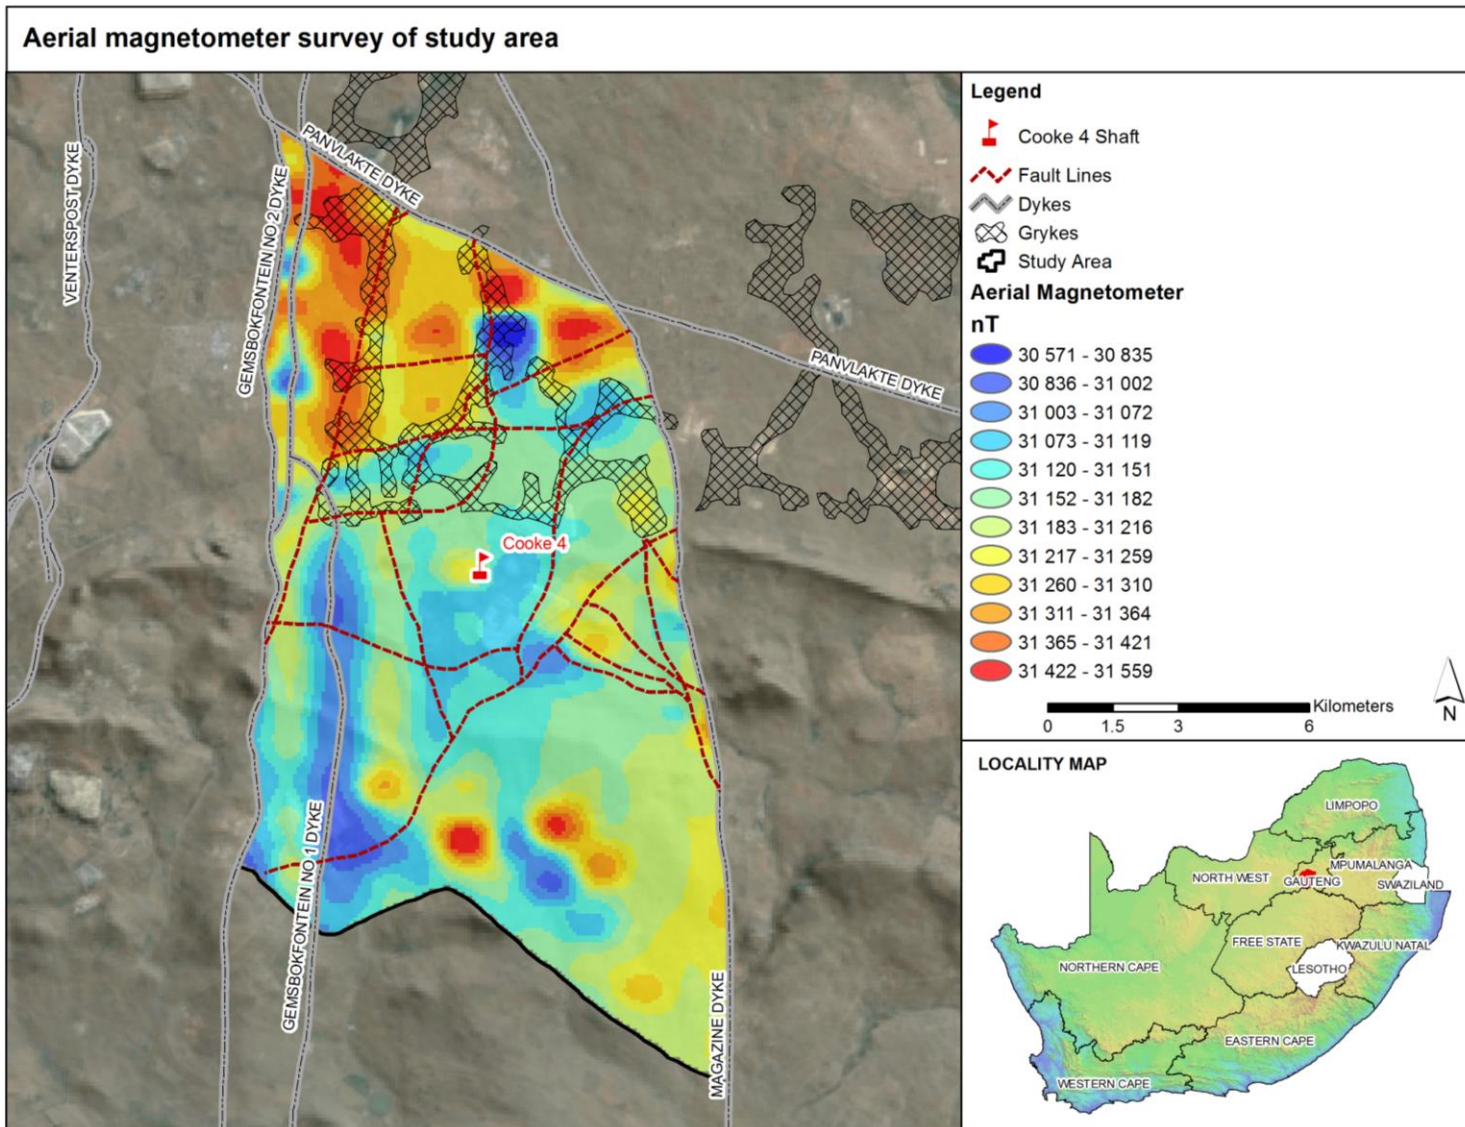 Aerial magnetometer survey of study area
VENTERSPOST DYKE
GEMSBOKFONTEIN NO 2 DYKE
PANVLAKTE DYKE
PANVLAKTE DYKE
Cooke 4
GEMSBOKFONTEIN NO 1 DYKE
MAGAZINE DYKE
Legend
Cooke 4 Shaft
Fault Lines
Dykes
Grykes
Study Area
Aerial Magnetometer
nT
30 571 - 30 835
30 836 - 31 002
31 003 - 31 072
31 073 - 31 119
31 120 - 31 151
31 152 - 31 182
31 183 - 31 216
31 217 - 31 259
31 260 - 31 310
31 311 - 31 364
31 365 - 31 421
31 422 - 31 559
Kilometers
0 1.5 3 6
N
LOCALITY MAP
LIMPOPO
MPUMALANGA
NORTH WEST
GAUTENG
SWAZILAND
FREE STATE
KWAZULU NATAL
NORTHERN CAPE
LESOTHO
EASTERN CAPE
WESTERN CAPE